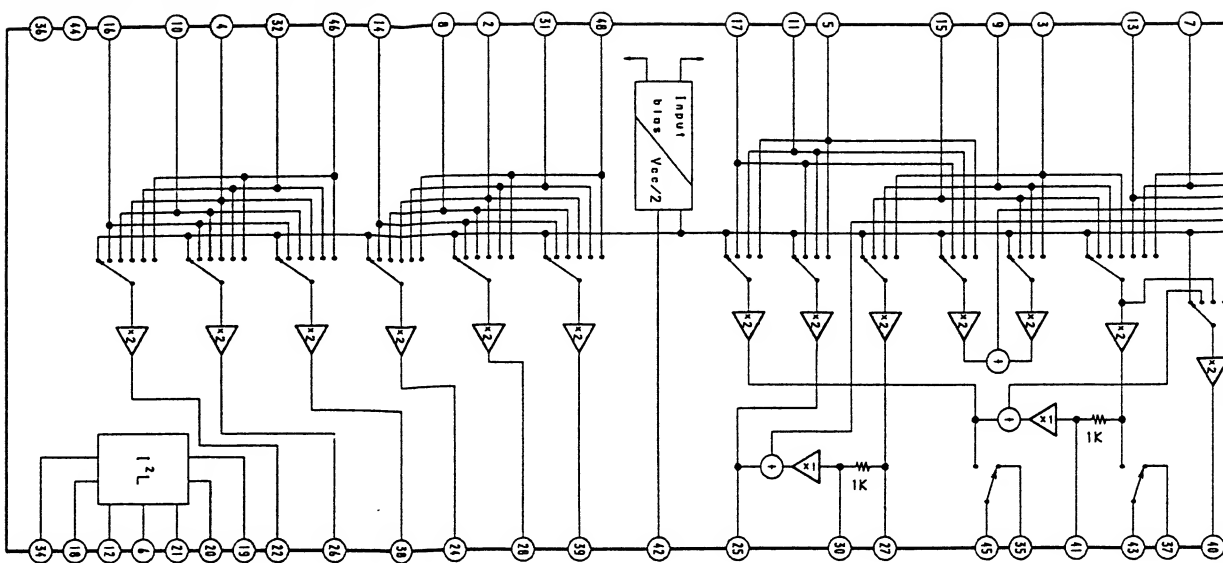 36 44 16 10 4 32 46 14 8 2 31 48 17 11 5 15 9 3 13 7
Input
bias
Vcc/2
x2 x2 x2 x2 x2 x2 x2 x2 x2 x2 x2 x2 x2
+
+ x1 1K
+ x1 1K
I²L
34 18 12 6 21 20 19 22 26 38 24 28 39 42 25 30 27 45 35 41 43 37 40